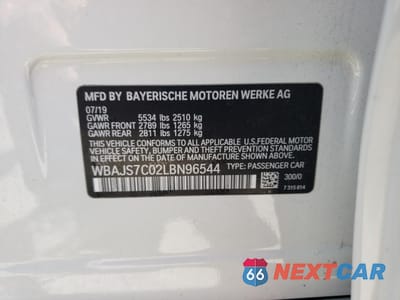 MFD BY BAYERISCHE MOTOREN WERKE AG
07/19
GVWR 5534 lbs 2510 kg
GAWR FRONT 2789 lbs 1265 kg
GAWR REAR 2811 lbs 1275 kg
THIS VEHICLE CONFORMS TO ALL APPLICABLE
U.S. FEDERAL MOTOR VEHICLE
SAFETY, BUMPER AND THEFT PREVENTION STANDARDS IN
EFFECT ON THE DATE OF MANUFACTURE SHOWN ABOVE.
WBAJS7C02LBN96544 TYPE: PASSENGER CAR
300/0
7 315 814
66 NEXTCAR